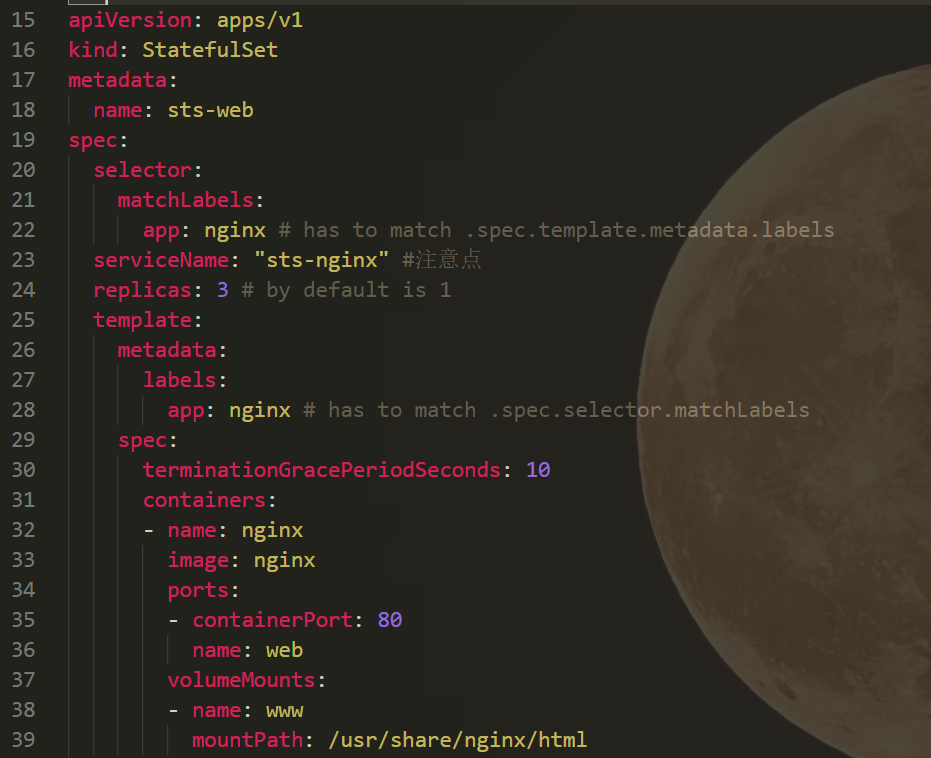 15 apiVersion: apps/v1
16 kind: StatefulSet
17 metadata:
18   name: sts-web
19 spec:
20   selector:
21     matchLabels:
22       app: nginx # has to match .spec.template.metadata.labels
23   serviceName: "sts-nginx" #注意点
24   replicas: 3 # by default is 1
25   template:
26     metadata:
27       labels:
28         app: nginx # has to match .spec.selector.matchLabels
29     spec:
30       terminationGracePeriodSeconds: 10
31       containers:
32       - name: nginx
33         image: nginx
34         ports:
35         - containerPort: 80
36           name: web
37         volumeMounts:
38         - name: www
39           mountPath: /usr/share/nginx/html